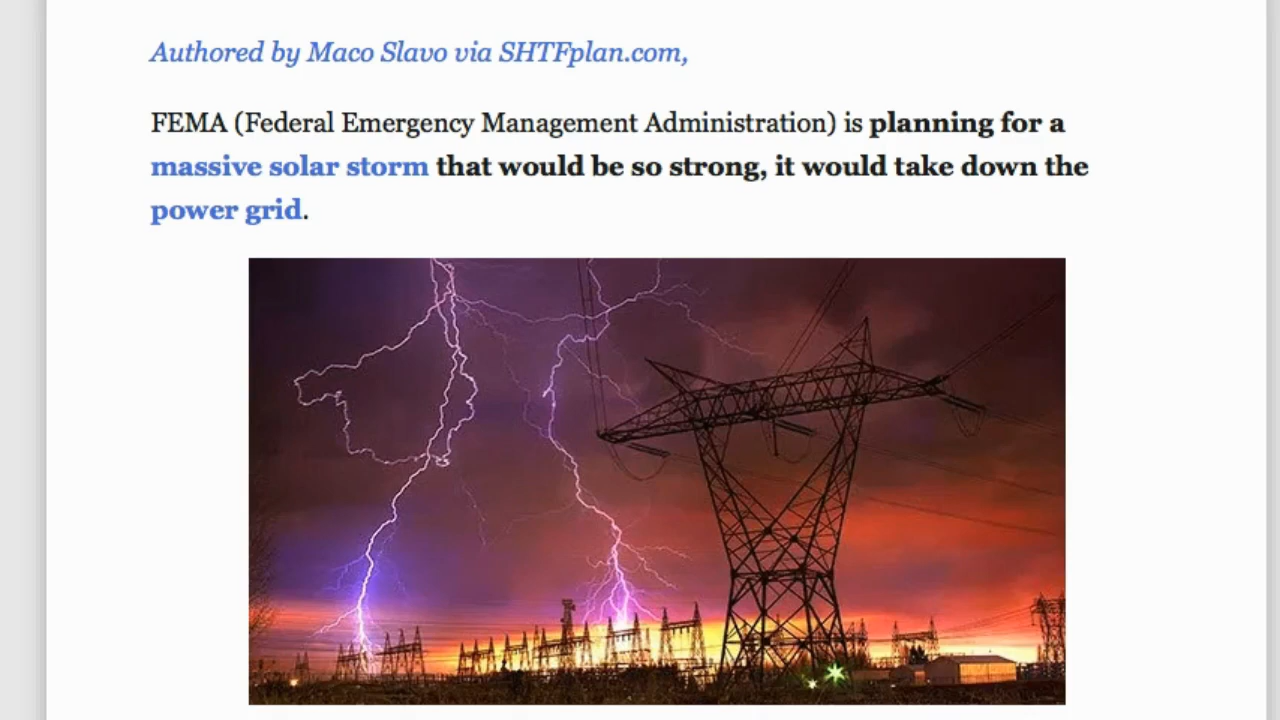 Authored by Maco Slavo via SHTFplan.com,
FEMA (Federal Emergency Management Administration) is planning for a
massive solar storm that would be so strong, it would take down the
power grid.